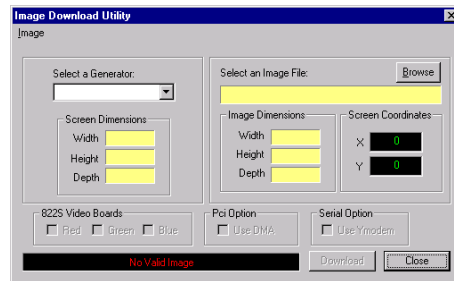 Image Download Utility
Image
Select a Generator:
Select an Image File:
Browse
Screen Dimensions
Width
Height
Depth
Image Dimensions
Width
Height
Depth
Screen Coordinates
X 0
Y 0
822S Video Boards
Red Green Blue
Pci Option
Use DMA
Serial Option
Use Ymodem
No Valid Image
Download
Close